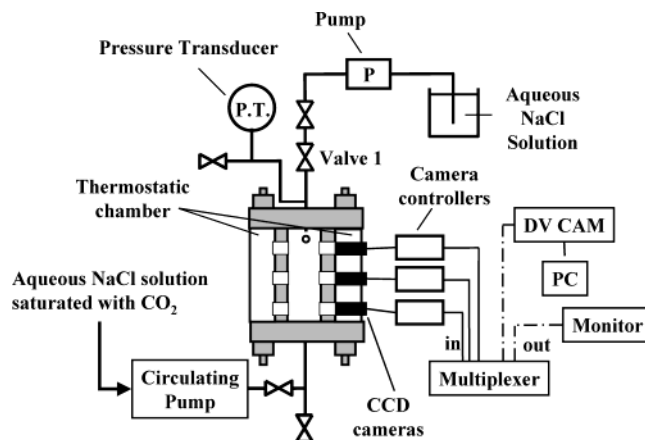 Pump
Pressure Transducer
P
P.T.
Aqueous
NaCl
Solution
Valve 1
Camera
controllers
Thermostatic
chamber
DV CAM
PC
Aqueous NaCl solution
saturated with CO₂
Monitor
in
out
Circulating
Pump
Multiplexer
CCD
cameras